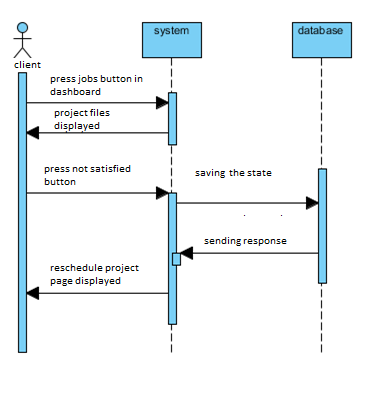 system
database
client
press jobs button in
dashboard
project files
displayed
press not satisfied
button
saving the state
sending response
reschedule project
page displayed